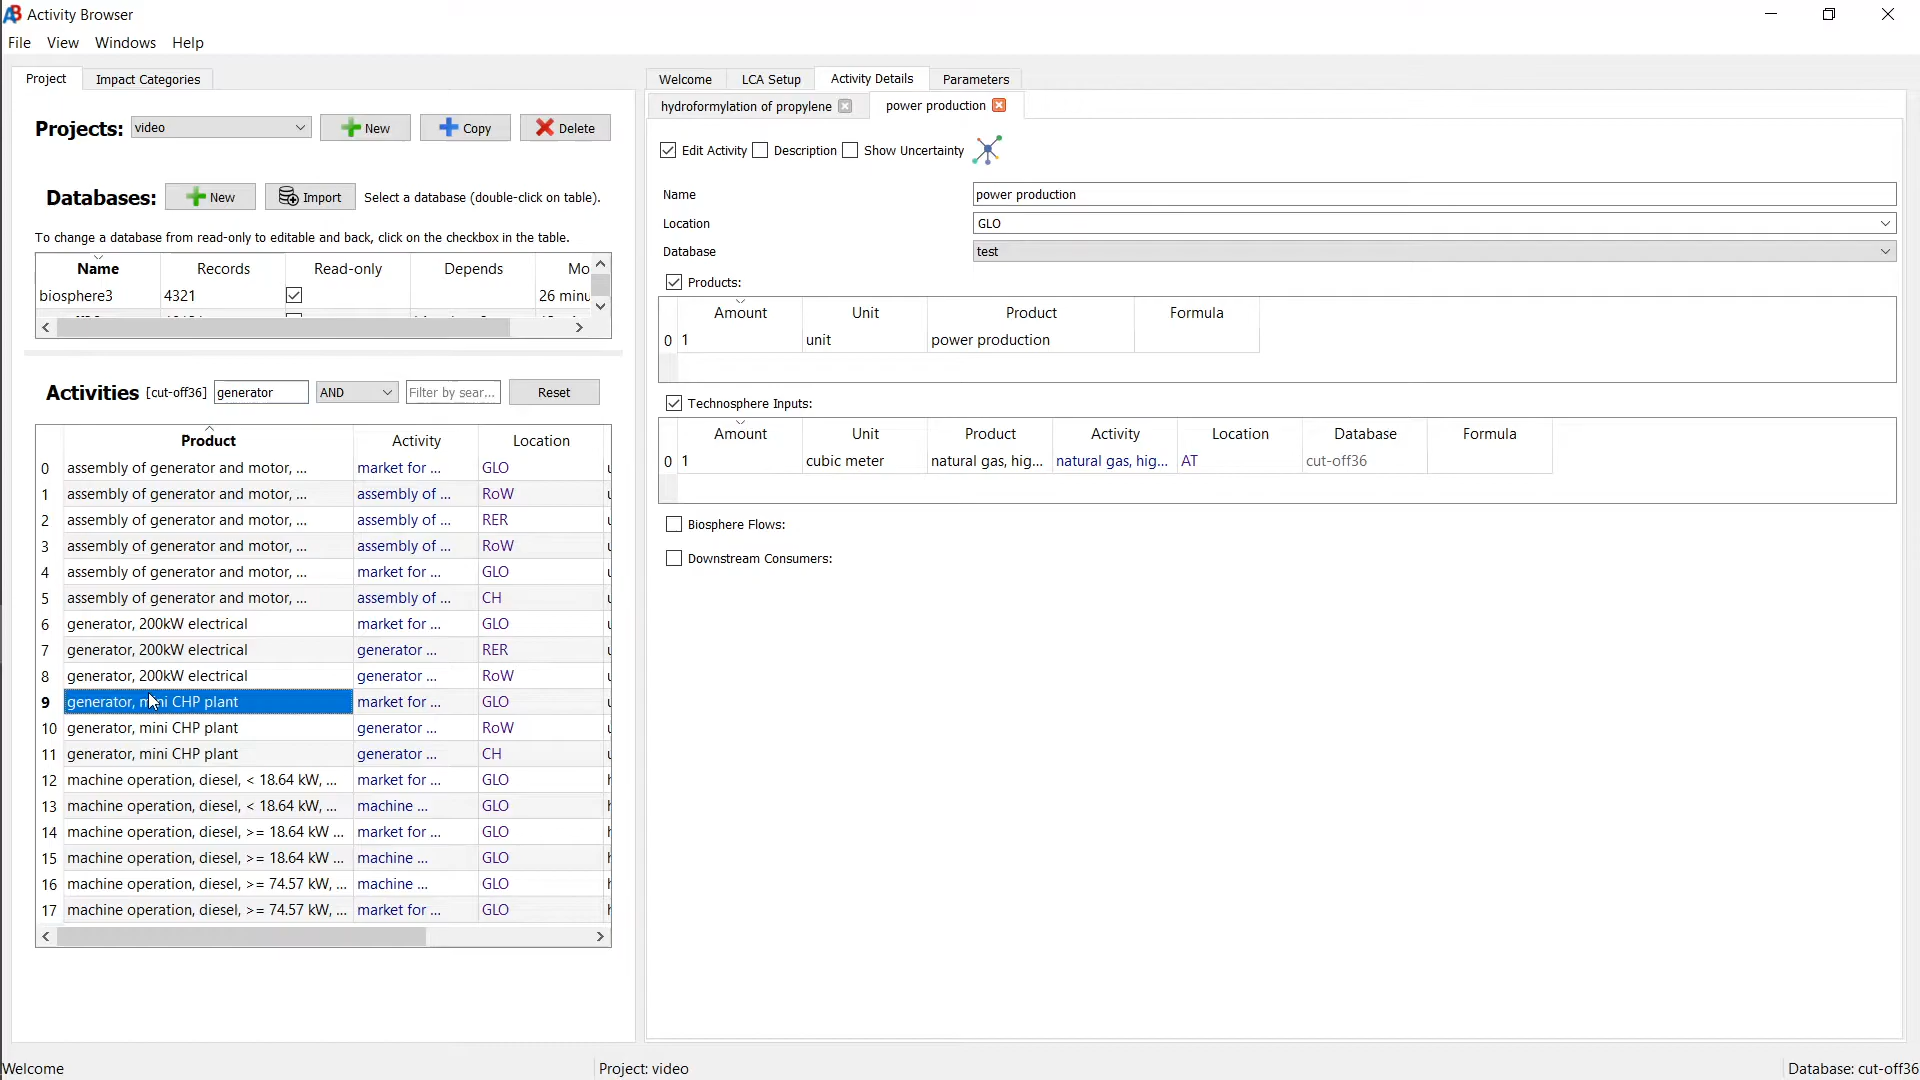 Activity Browser
File View Windows Help
Project Impact Categories
Projects: video New Copy Delete
Databases: New Import Select a database (double-click on table).
To change a database from read-only to editable and back, click on the checkbox in the table.
Name Records Read-only Depends Mo
biosphere3 4321 26 minu
Activities [cut-off36] generator AND Filter by sear... Reset
Product Activity Location
0 assembly of generator and motor, ... market for ... GLO
1 assembly of generator and motor, ... assembly of ... RoW
2 assembly of generator and motor, ... assembly of ... RER
3 assembly of generator and motor, ... assembly of ... RoW
4 assembly of generator and motor, ... market for ... GLO
5 assembly of generator and motor, ... assembly of ... CH
6 generator, 200kW electrical market for ... GLO
7 generator, 200kW electrical generator ... RER
8 generator, 200kW electrical generator ... RoW
9 generator, mini CHP plant market for ... GLO
10 generator, mini CHP plant generator ... RoW
11 generator, mini CHP plant generator ... CH
12 machine operation, diesel, < 18.64 kW, ... market for ... GLO
13 machine operation, diesel, < 18.64 kW, ... machine ... GLO
14 machine operation, diesel, >= 18.64 kW ... market for ... GLO
15 machine operation, diesel, >= 18.64 kW ... machine ... GLO
16 machine operation, diesel, >= 74.57 kW, ... machine ... GLO
17 machine operation, diesel, >= 74.57 kW, ... market for ... GLO
Welcome LCA Setup Activity Details Parameters
hydroformylation of propylene power production
Edit Activity Description Show Uncertainty
Name power production
Location GLO
Database test
Products:
Amount Unit Product Formula
0 1 unit power production
Technosphere Inputs:
Amount Unit Product Activity Location Database Formula
0 1 cubic meter natural gas, hig... natural gas, hig... AT cut-off36
Biosphere Flows:
Downstream Consumers:
Welcome Project: video Database: cut-off36